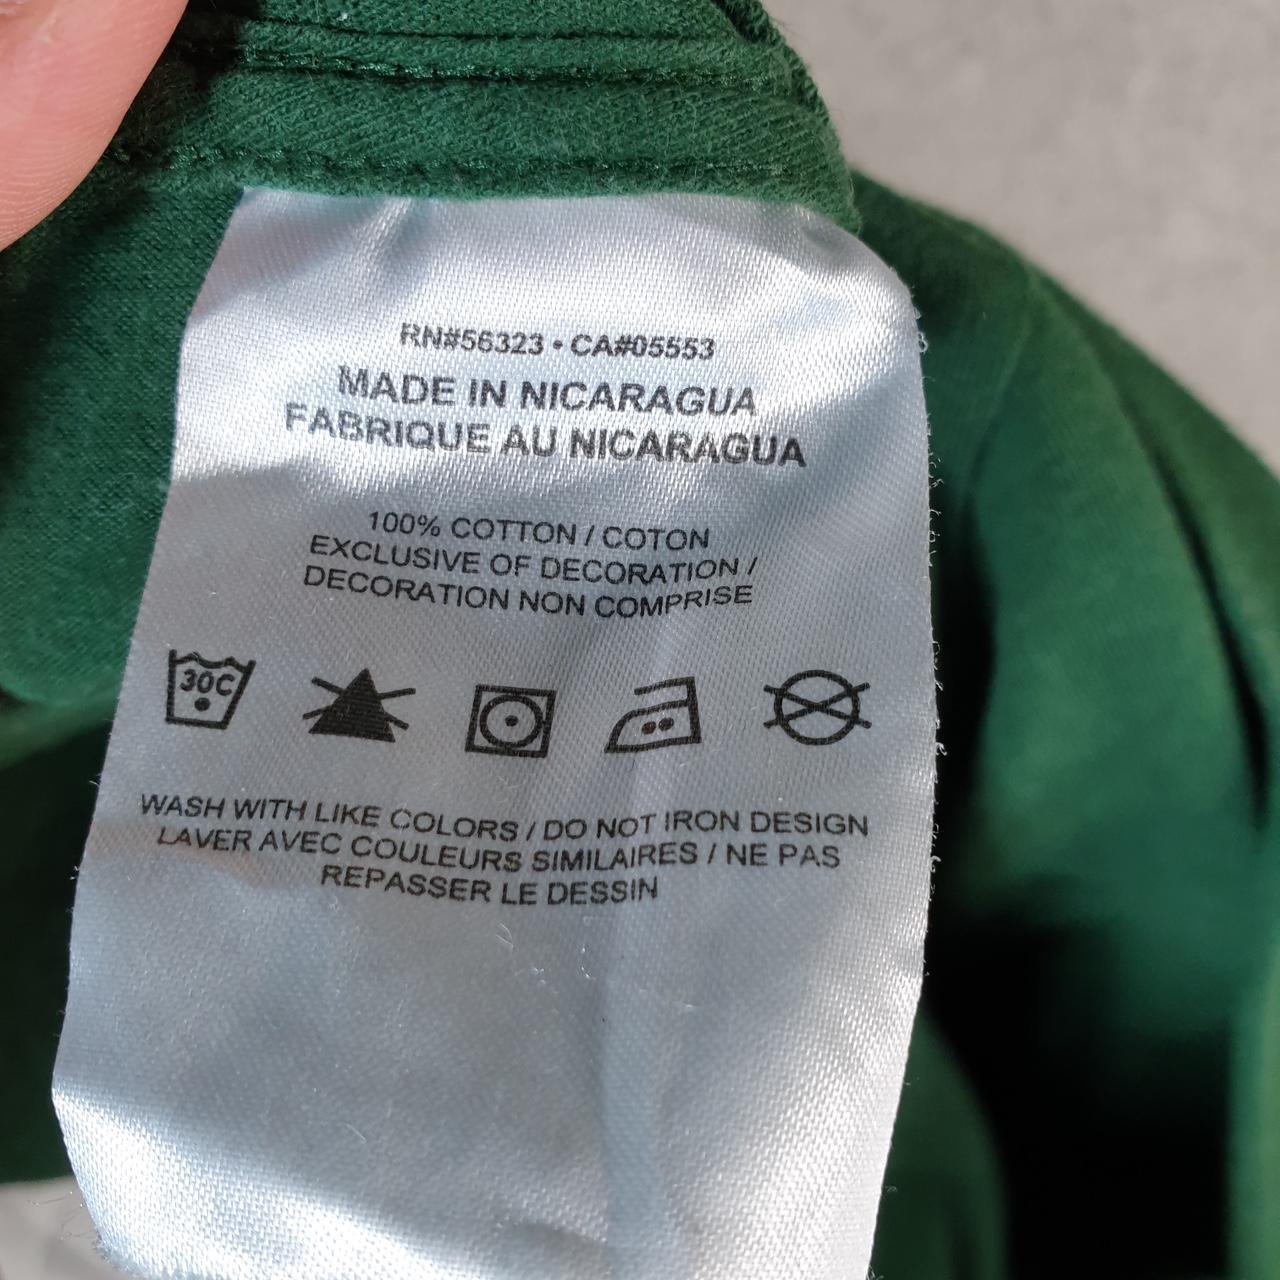 RN#56323 • CA#05553
MADE IN NICARAGUA
FABRIQUE AU NICARAGUA
100% COTTON / COTON
EXCLUSIVE OF DECORATION /
DECORATION NON COMPRISE
30C
WASH WITH LIKE COLORS / DO NOT IRON DESIGN
LAVER AVEC COULEURS SIMILAIRES / NE PAS
REPASSER LE DESSIN